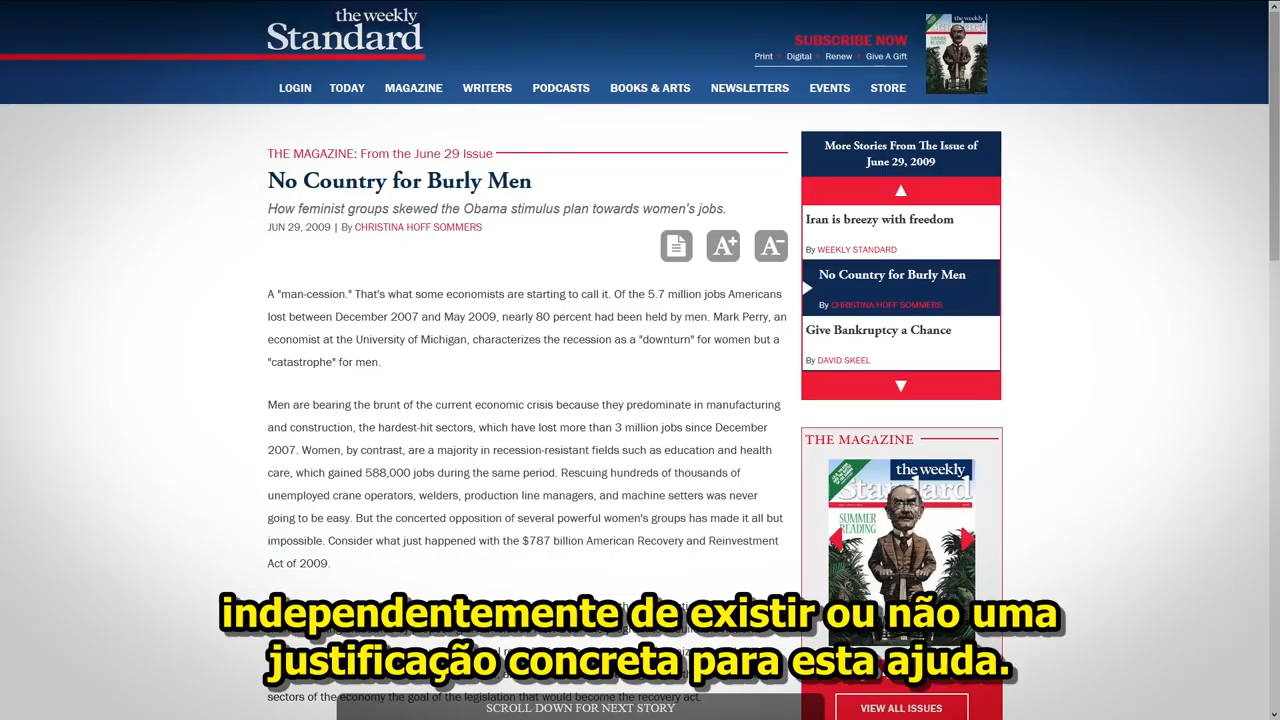 the weekly
Standard
SUBSCRIBE NOW
Print • Digital • Renew • Give A Gift
LOGIN TODAY MAGAZINE WRITERS PODCASTS BOOKS & ARTS NEWSLETTERS EVENTS STORE
THE MAGAZINE: From the June 29 Issue
No Country for Burly Men
How feminist groups skewed the Obama stimulus plan towards women's jobs.
JUN 29, 2009 | By CHRISTINA HOFF SOMMERS
A+ A-
A "man-cession." That's what some economists are starting to call it. Of the 5.7 million jobs Americans
lost between December 2007 and May 2009, nearly 80 percent had been held by men. Mark Perry, an
economist at the University of Michigan, characterizes the recession as a "downturn" for women but a
"catastrophe" for men.
Men are bearing the brunt of the current economic crisis because they predominate in manufacturing
and construction, the hardest-hit sectors, which have lost more than 3 million jobs since December
2007. Women, by contrast, are a majority in recession-resistant fields such as education and health
care, which gained 588,000 jobs during the same period. Rescuing hundreds of thousands of
unemployed crane operators, welders, production line managers, and machine setters was never
going to be easy. But the concerted opposition of several powerful women's groups has made it all but
impossible. Consider what just happened with the $787 billion American Recovery and Reinvestment
Act of 2009.
sectors of the economy the goal of the legislation that would become the recovery act.
More Stories From The Issue of
June 29, 2009
Iran is breezy with freedom
By WEEKLY STANDARD
No Country for Burly Men
By CHRISTINA HOFF SOMMERS
Give Bankruptcy a Chance
By DAVID SKEEL
THE MAGAZINE
the weekly
Standard
SUMMER
READING
VIEW ALL ISSUES
SCROLL DOWN FOR NEXT STORY
independentemente de existir ou não uma
justificação concreta para esta ajuda.